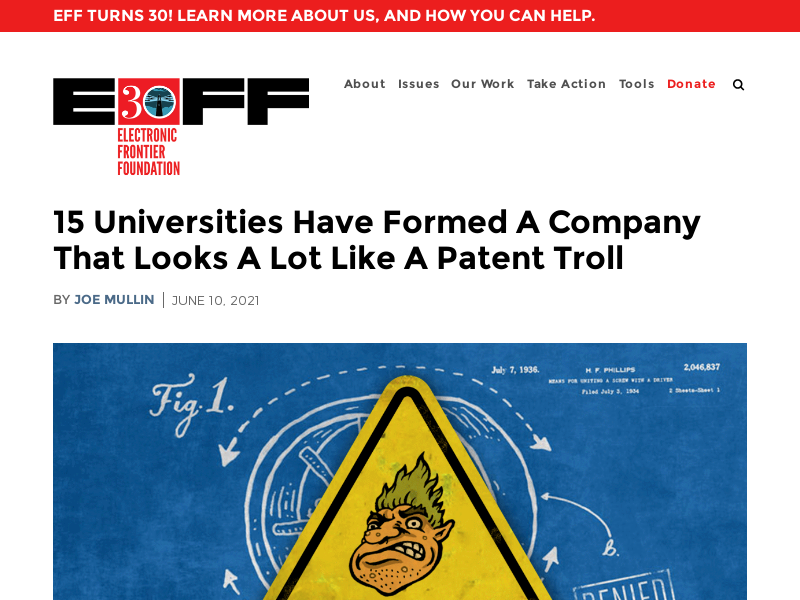 EFF TURNS 30! LEARN MORE ABOUT US, AND HOW YOU CAN HELP.
About Issues Our Work Take Action Tools Donate
E30FF
ELECTRONIC
FRONTIER
FOUNDATION
15 Universities Have Formed A Company
That Looks A Lot Like A Patent Troll
BY JOE MULLIN | JUNE 10, 2021
July 7, 1936. H. F. PHILLIPS 2,046,837
MEANS FOR UNITING A SCREW WITH A DRIVER
Filed July 3, 1934 2 Sheets-Sheet 1
Fig. 1.
B.
DENIED